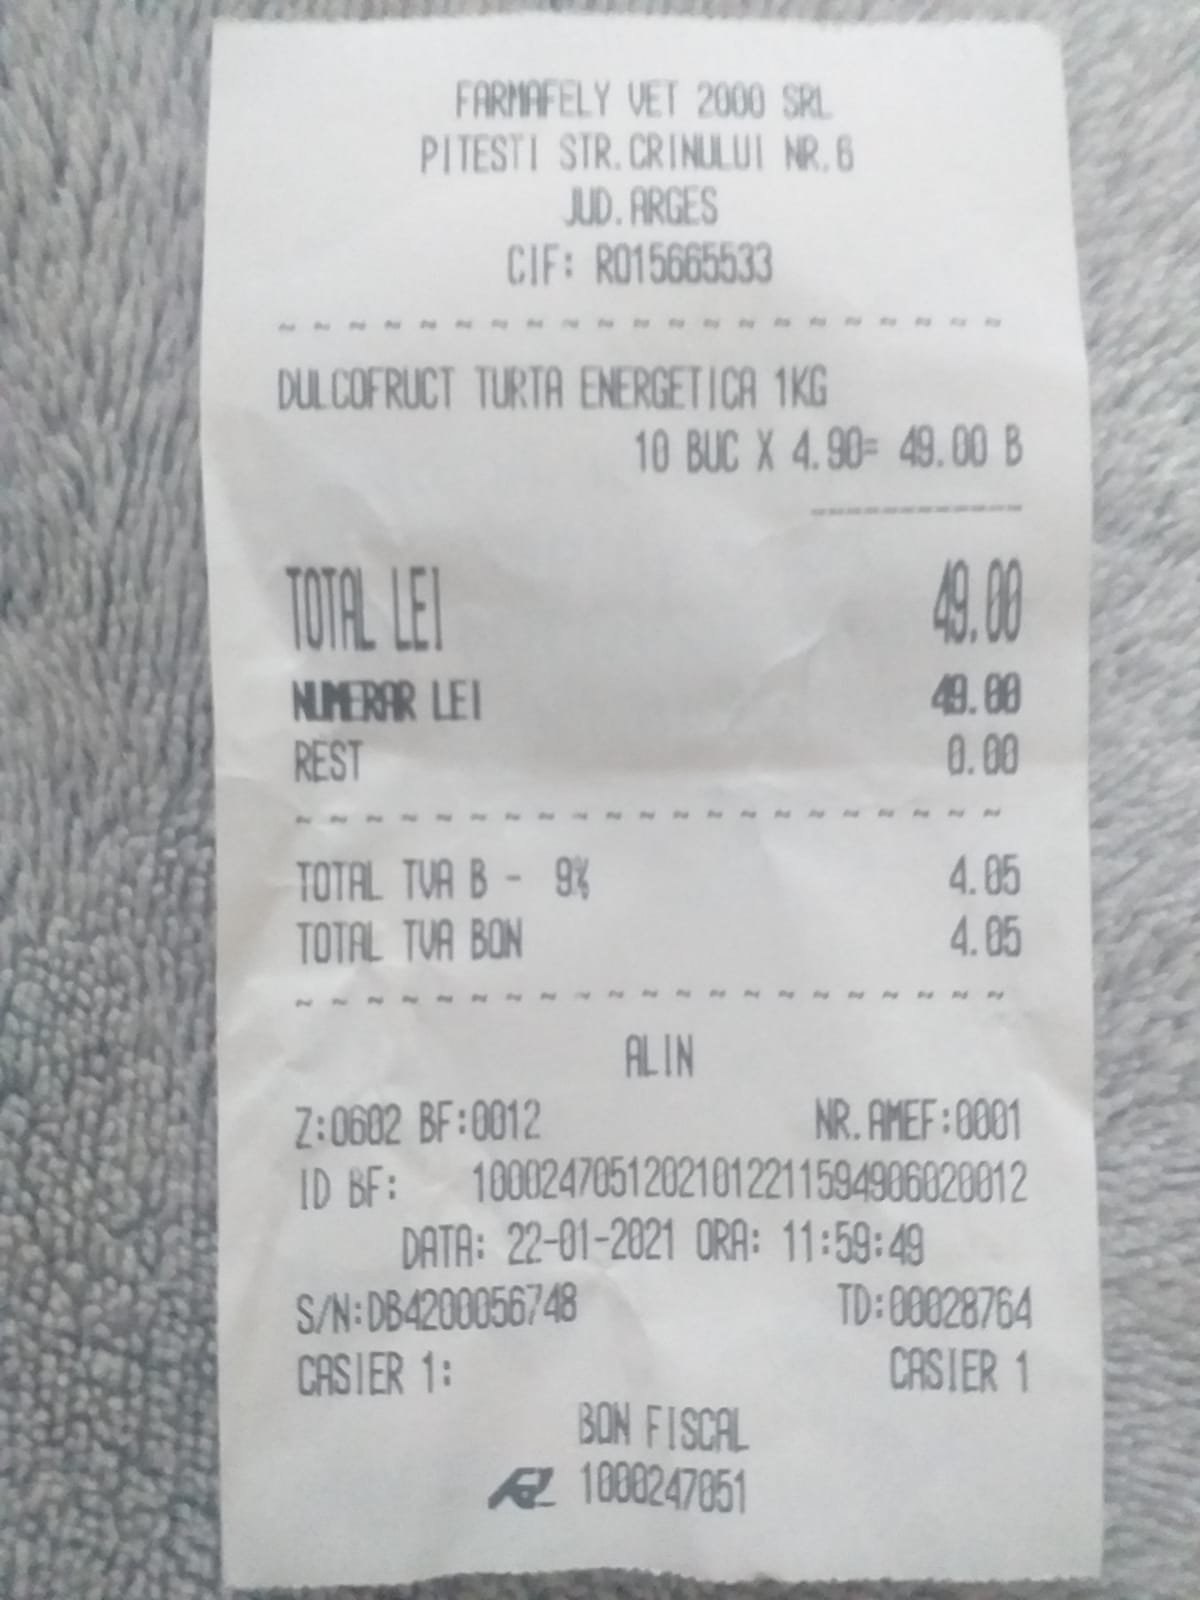 FARMAFELY VET 2000 SRL
PITESTI STR.CRINULUI NR.6
JUD.ARGES
CIF: RO15665533
~ ~ ~ ~ ~ ~ ~ ~ ~ ~ ~ ~ ~ ~ ~ ~ ~ ~ ~ ~ ~
DULCOFRUCT TURTA ENERGETICA 1KG
10 BUC X 4.90= 49.00 B
------------
TOTAL LEI 49.00
NUMERAR LEI 49.00
REST 0.00
~ ~ ~ ~ ~ ~ ~ ~ ~ ~ ~ ~ ~ ~ ~ ~ ~ ~ ~ ~ ~
TOTAL TVA B - 9% 4.05
TOTAL TVA BON 4.05
~ ~ ~ ~ ~ ~ ~ ~ ~ ~ ~ ~ ~ ~ ~ ~ ~ ~ ~ ~ ~
ALIN
Z:0602 BF:0012 NR.AMEF:0001
ID BF: 10002470512021012211594906020012
DATA: 22-01-2021 ORA: 11:59:49
S/N:DB4200056748 TD:00028764
CASIER 1: CASIER 1
BON FISCAL
1000247051